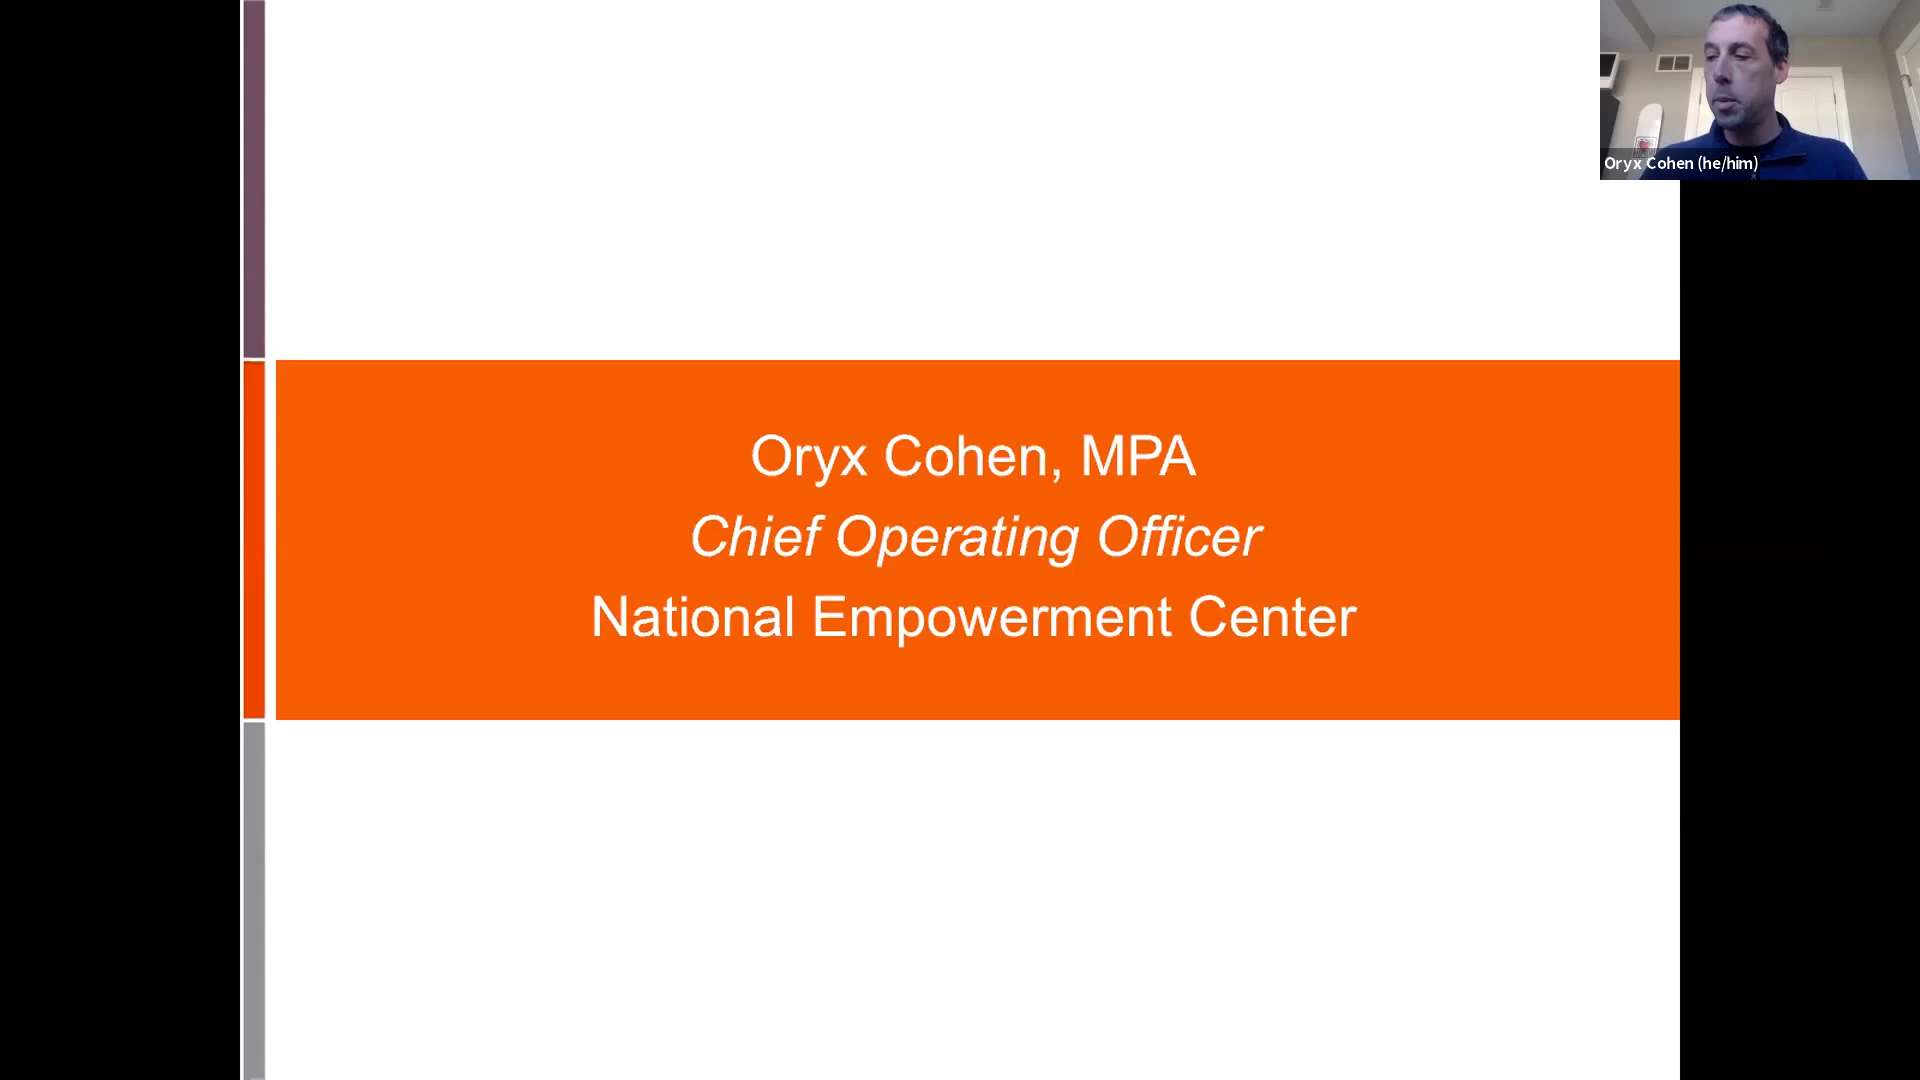 Oryx Cohen (he/him)
Oryx Cohen, MPA
Chief Operating Officer
National Empowerment Center